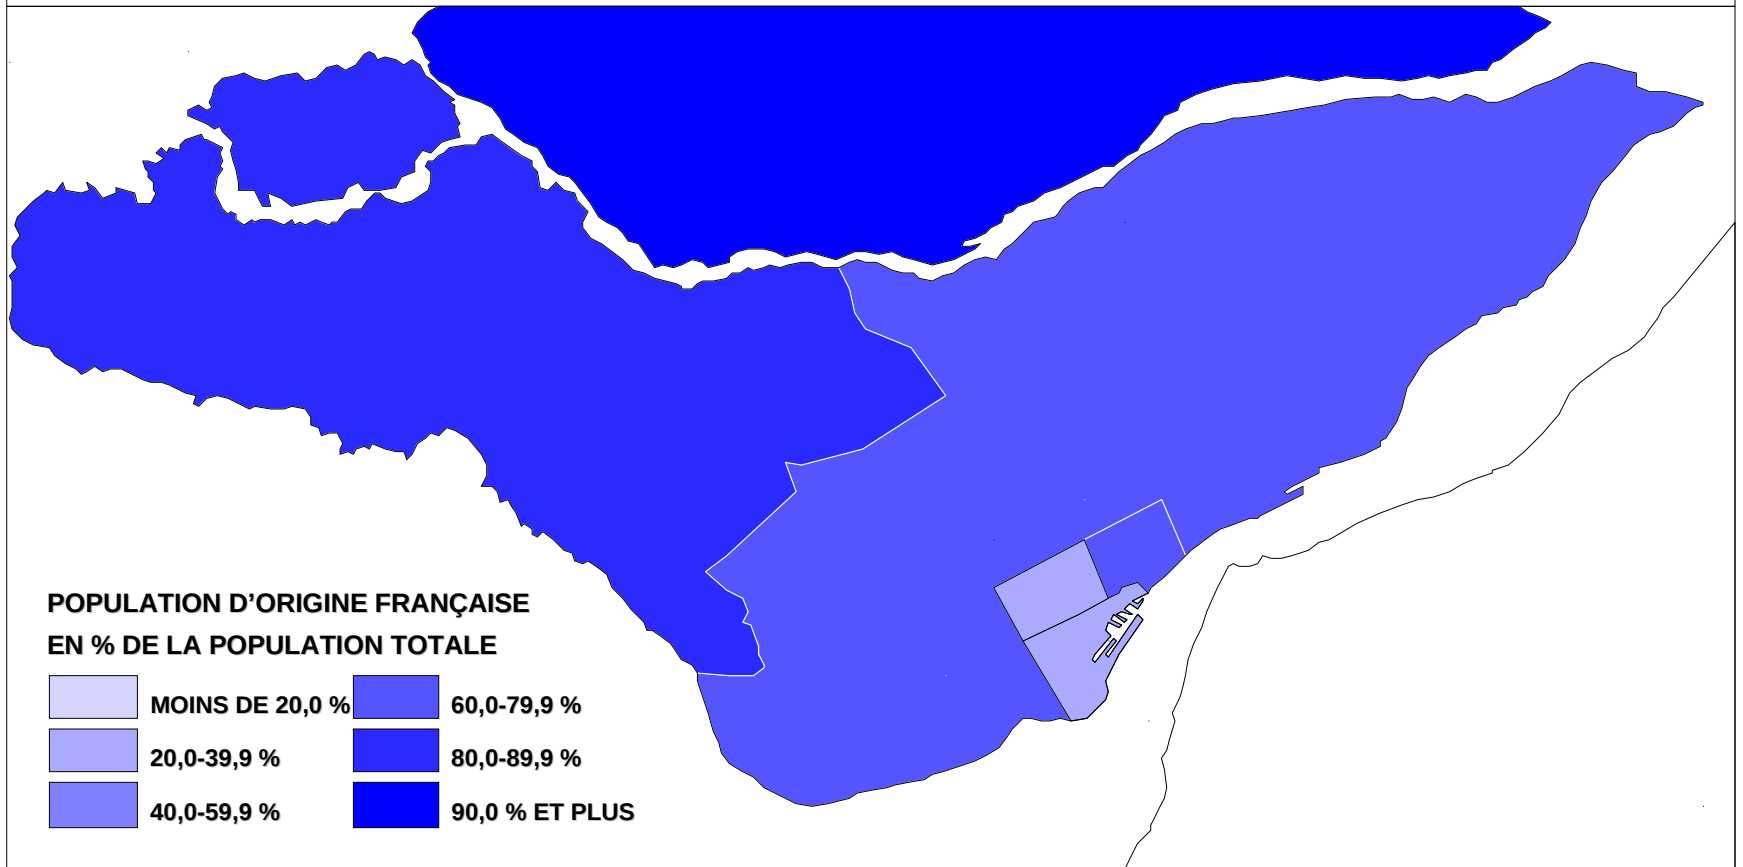 POPULATION D’ORIGINE FRANÇAISE
EN % DE LA POPULATION TOTALE
MOINS DE 20,0 %
20,0-39,9 %
40,0-59,9 %
60,0-79,9 %
80,0-89,9 %
90,0 % ET PLUS